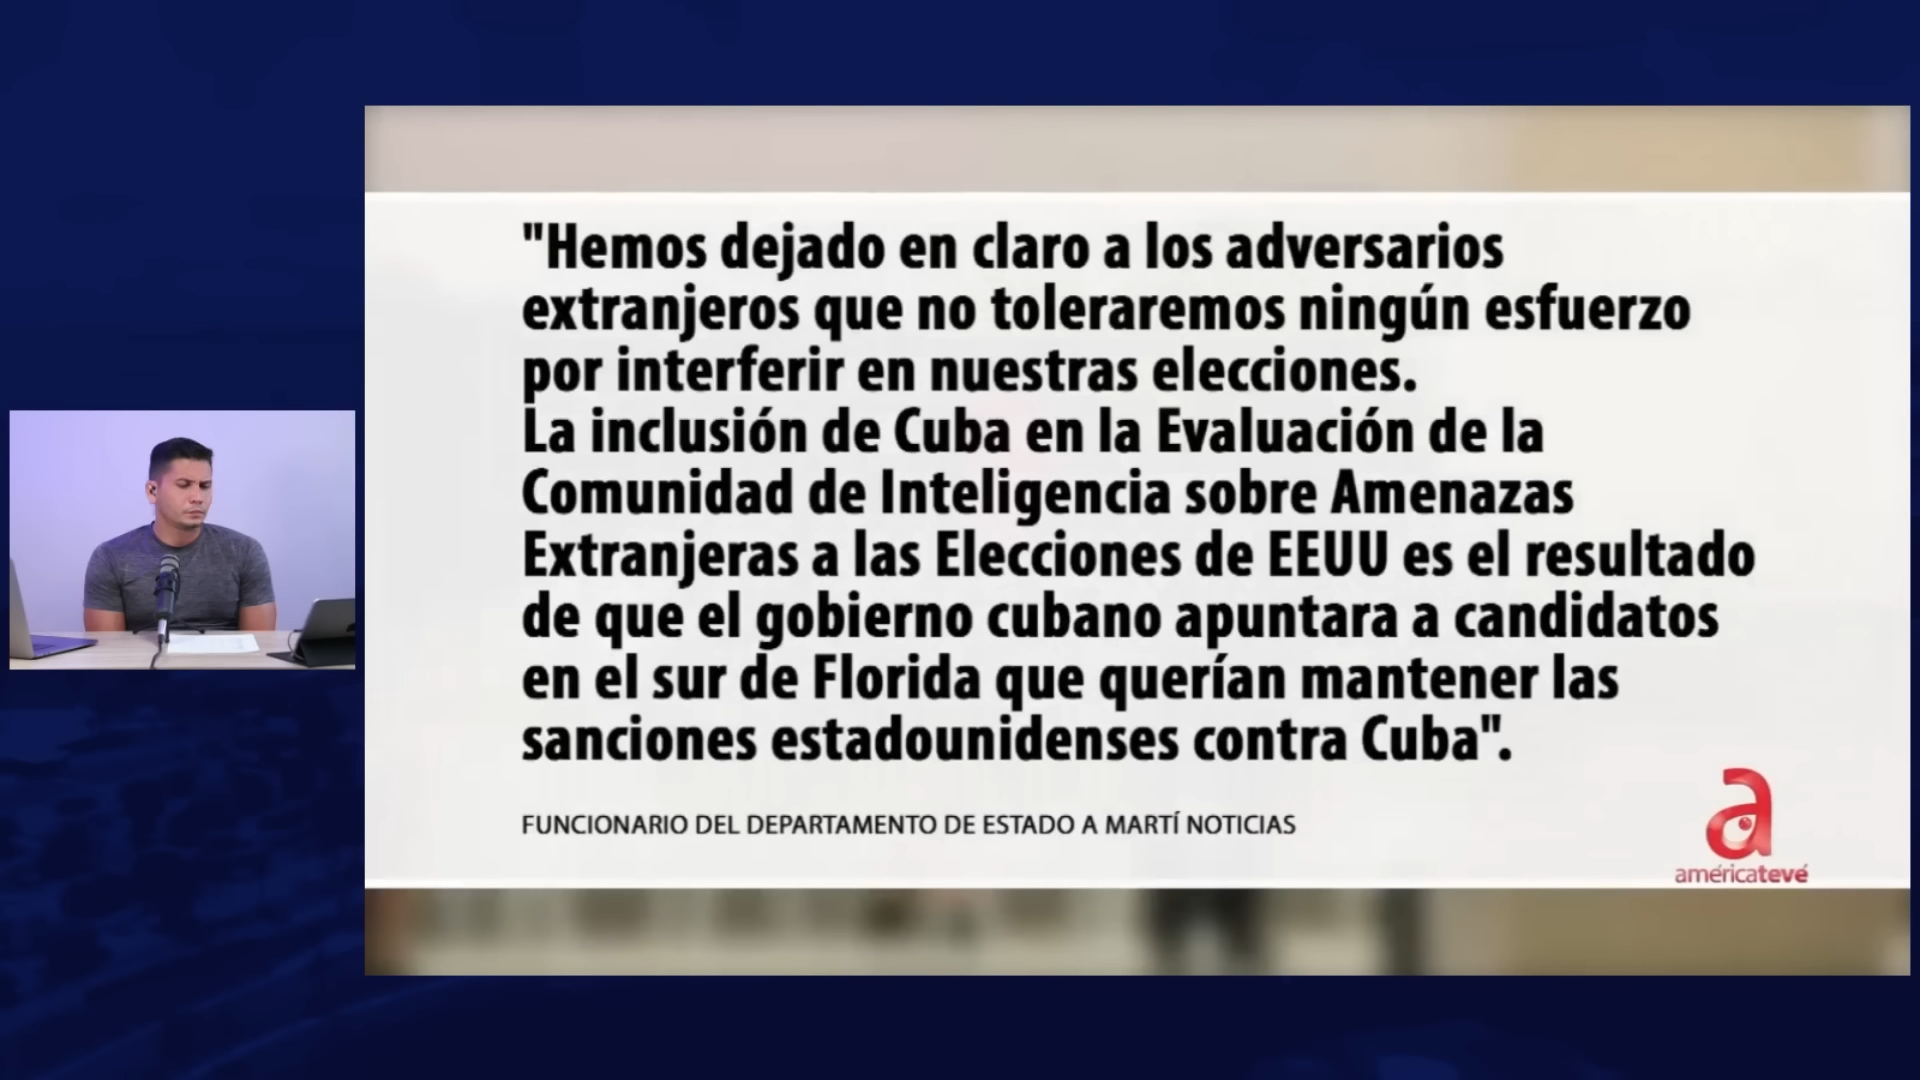 "Hemos dejado en claro a los adversarios
extranjeros que no toleraremos ningún esfuerzo
por interferir en nuestras elecciones.
La inclusión de Cuba en la Evaluación de la
Comunidad de Inteligencia sobre Amenazas
Extranjeras a las Elecciones de EEUU es el resultado
de que el gobierno cubano apuntara a candidatos
en el sur de Florida que querían mantener las
sanciones estadounidenses contra Cuba".
FUNCIONARIO DEL DEPARTAMENTO DE ESTADO A MARTÍ NOTICIAS
a
américatevé